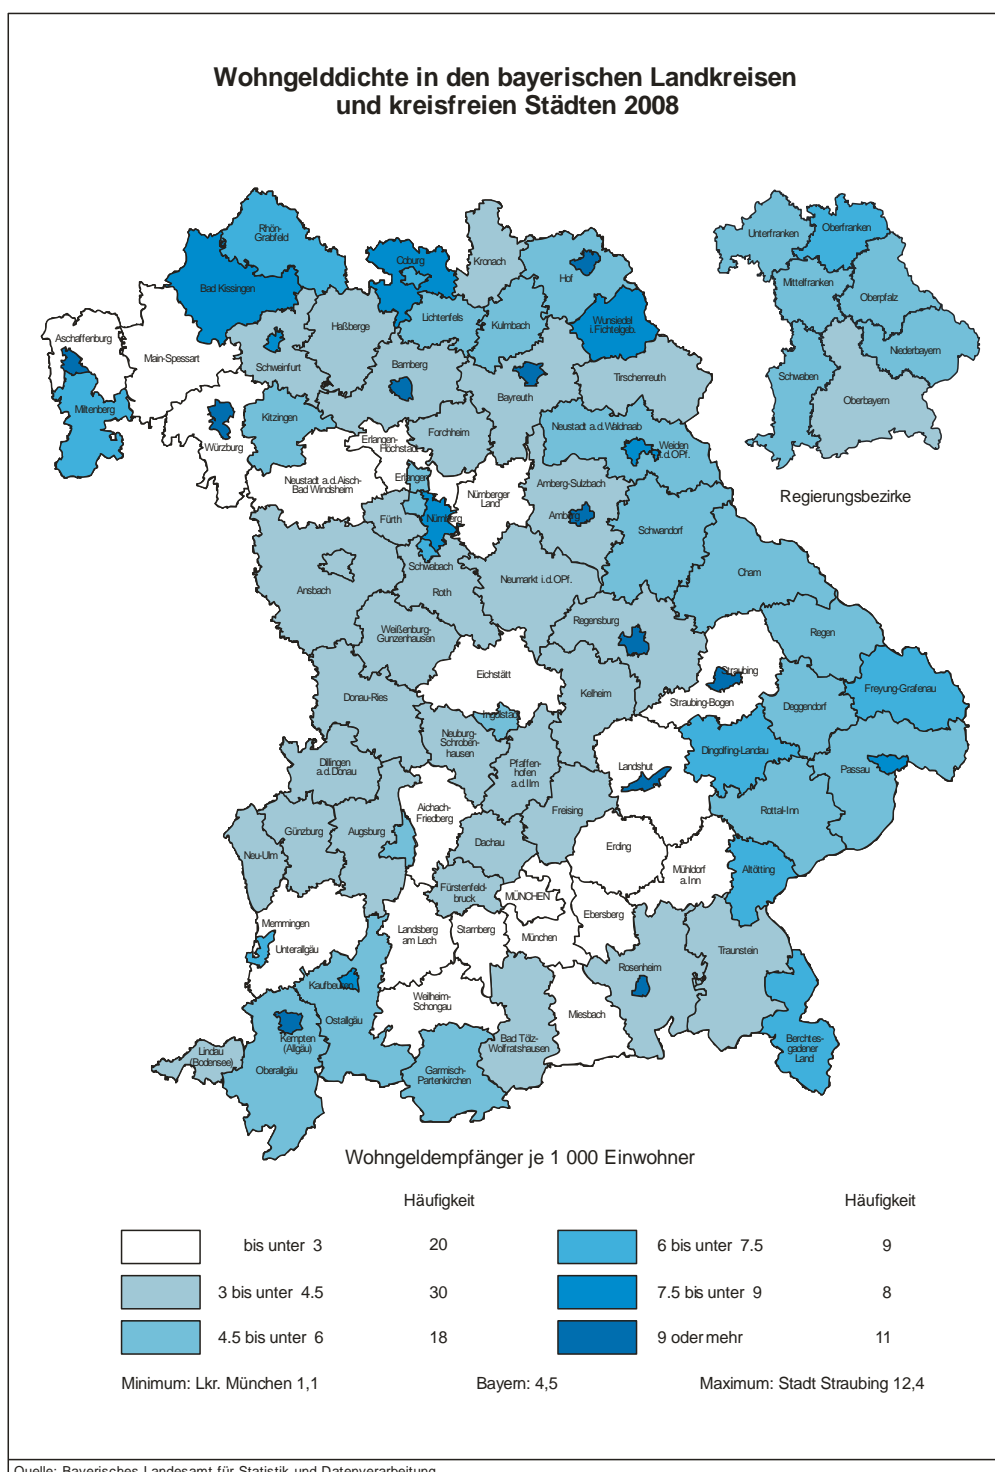 Wohngelddichte in den bayerischen Landkreisen
und kreisfreien Städten 2008
Rhön-
Grabfeld
Bad Kissingen
Coburg
Kronach
Hof
Lichtenfels
Kulmbach
Wunsiedel
i.Fichtelgeb.
Haßberge
Schweinfurt
Aschaffenburg
Main-Spessart
Miltenberg
Würzburg
Kitzingen
Bamberg
Bayreuth
Tirschenreuth
Forchheim
Erlangen-
Höchstadt
Erlangen
Neustadt a.d.Aisch-
Bad Windsheim
Nürnberger
Land
Neustadt a.d.Waldnaab
Weiden
i.d.OPf.
Amberg-Sulzbach
Amberg
Fürth
Nürnberg
Schwabach
Roth
Ansbach
Neumarkt i.d.OPf.
Schwandorf
Cham
Weißenburg-
Gunzenhausen
Regensburg
Regen
Eichstätt
Kelheim
Straubing
Straubing-Bogen
Freyung-Grafenau
Deggendorf
Donau-Ries
Ingolstadt
Neuburg-
Schroben-
hausen
Pfaffen-
hofen
a.d.Ilm
Landshut
Dingolfing-Landau
Passau
Rottal-Inn
Dillingen
a.d.Donau
Günzburg
Neu-Ulm
Augsburg
Aichach-
Friedberg
Dachau
Freising
Erding
Mühldorf
a.Inn
Altötting
Fürstenfeld-
bruck
MÜNCHEN
München
Ebersberg
Landsberg
am Lech
Starnberg
Memmingen
Unterallgäu
Kaufbeuren
Ostallgäu
Kempten
(Allgäu)
Oberallgäu
Lindau
(Bodensee)
Weilheim-
Schongau
Garmisch-
Partenkirchen
Bad Tölz-
Wolfratshausen
Miesbach
Rosenheim
Traunstein
Berchtes-
gadener
Land
Unterfranken
Oberfranken
Mittelfranken
Oberpfalz
Niederbayern
Schwaben
Oberbayern
Regierungsbezirke
Wohngeldempfänger je 1 000 Einwohner
Häufigkeit Häufigkeit
bis unter 3 20 6 bis unter 7.5 9
3 bis unter 4.5 30 7.5 bis unter 9 8
4.5 bis unter 6 18 9 oder mehr 11
Minimum: Lkr. München 1,1 Bayern: 4,5 Maximum: Stadt Straubing 12,4
Quelle: Bayerisches Landesamt für Statistik und Datenverarbeitung